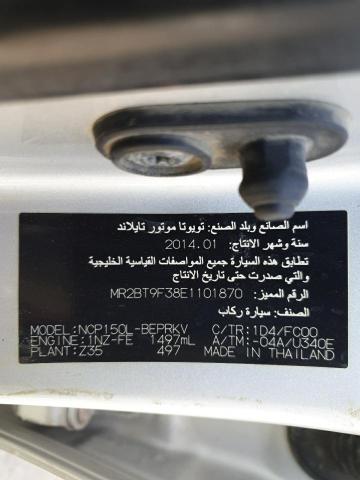 اسم الصانع وبلد الصنع: تويوتا موتور تايلاند
سنة وشهر الانتاج: 2014.01
تطابق هذه السيارة جميع المواصفات القياسية الخليجية
والتي صدرت حتى تاريخ الانتاج
الرقم المميز: MR2BT9F38E1101870
الصنف: سيارة ركاب
MODEL:NCP150L-BEPRKV C/TR:1D4/FC00
ENGINE:1NZ-FE 1497mL A/TM:-04A/U340E
PLANT:Z35 497 MADE IN THAILAND